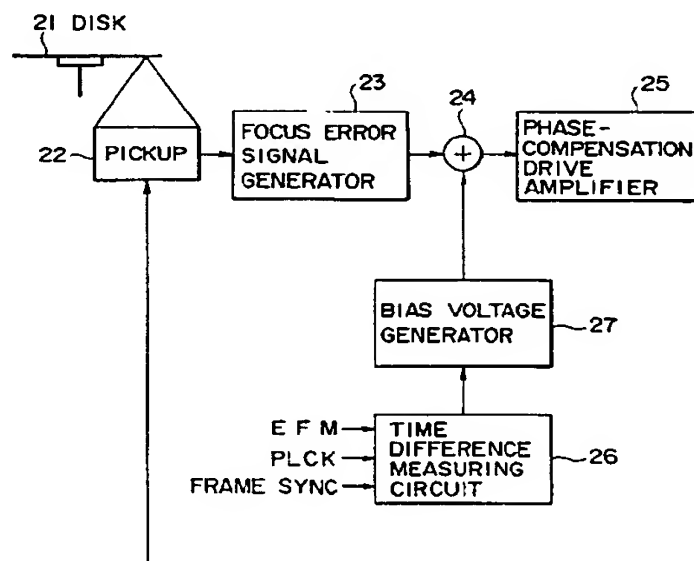 21 DISK
22
PICKUP
23
FOCUS ERROR
SIGNAL
GENERATOR
24
+
25
PHASE-
COMPENSATION
DRIVE
AMPLIFIER
BIAS VOLTAGE
GENERATOR
27
E F M
PLCK
FRAME SYNC
TIME
DIFFERENCE
MEASURING
CIRCUIT
26